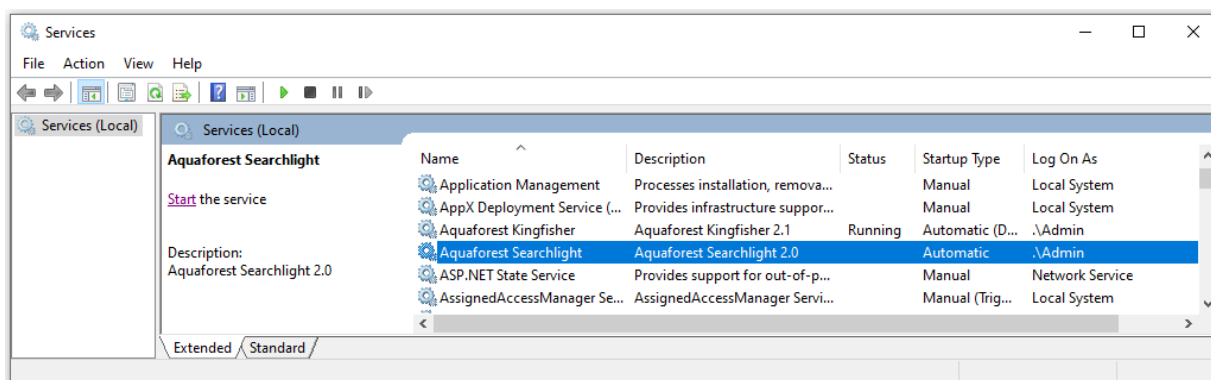 Services
File Action View Help
Services (Local)
Services (Local)
Aquaforest Searchlight
Start the service
Description:
Aquaforest Searchlight 2.0
Name Description Status Startup Type Log On As
Application Management Processes installation, remova... Manual Local System
AppX Deployment Service (... Provides infrastructure suppor... Manual Local System
Aquaforest Kingfisher Aquaforest Kingfisher 2.1 Running Automatic (D... .\Admin
Aquaforest Searchlight Aquaforest Searchlight 2.0 Automatic .\Admin
ASP.NET State Service Provides support for out-of-p... Manual Network Service
AssignedAccessManager Se... AssignedAccessManager Servi... Manual (Trig... Local System
Extended Standard